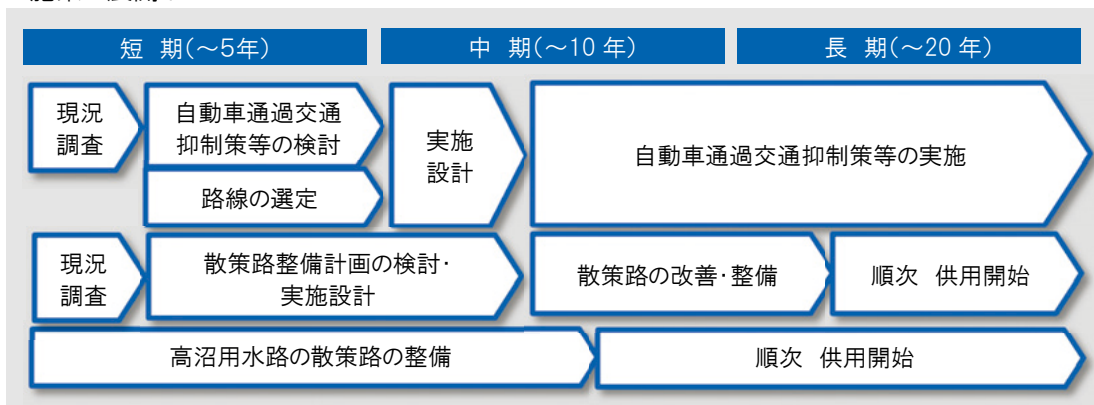 短 期(～5年)
中 期(～10 年)
長 期(～20 年)
現況
調査
自動車通過交通
抑制策等の検討
路線の選定
実施
設計
自動車通過交通抑制策等の実施
現況
調査
散策路整備計画の検討・
実施設計
散策路の改善・整備
順次 供用開始
高沼用水路の散策路の整備
順次 供用開始